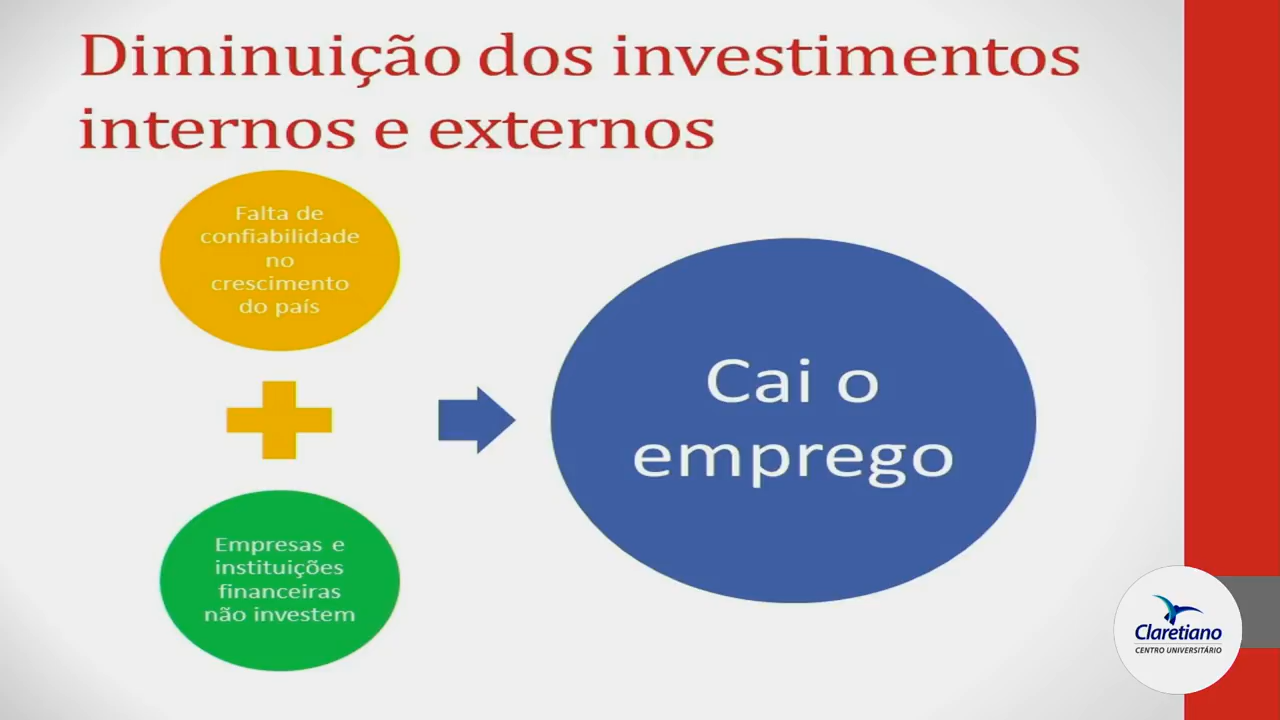 Diminuição dos investimentos
internos e externos
Falta de
confiabilidade
no
crescimento
do país
Empresas e
instituições
financeiras
não investem
Cai o
emprego
Claretiano
CENTRO UNIVERSITÁRIO